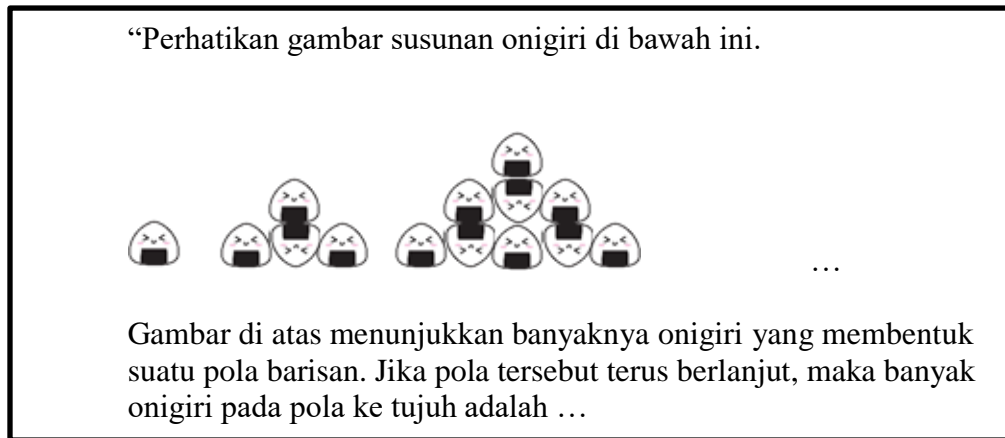 “Perhatikan gambar susunan onigiri di bawah ini.
…
Gambar di atas menunjukkan banyaknya onigiri yang membentuk
suatu pola barisan. Jika pola tersebut terus berlanjut, maka banyak
onigiri pada pola ke tujuh adalah …